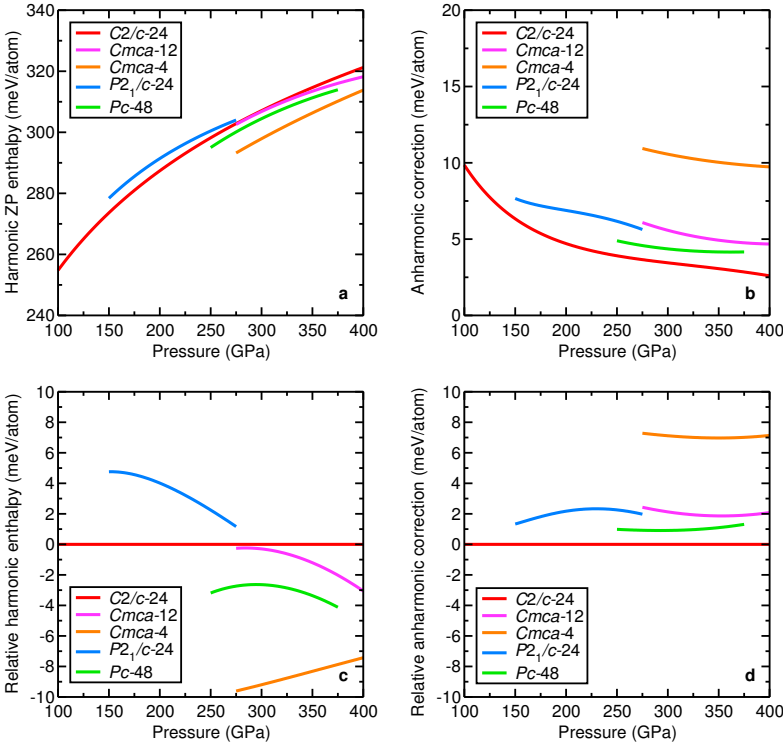 Harmonic ZP enthalpy (meV/atom)
340
320
300
280
260
240
C2/c-24
Cmca-12
Cmca-4
P2₁/c-24
Pc-48
a
100 150 200 250 300 350 400
Pressure (GPa)
Anharmonic correction (meV/atom)
20
15
10
5
0
C2/c-24
Cmca-12
Cmca-4
P2₁/c-24
Pc-48
b
100 150 200 250 300 350 400
Pressure (GPa)
Relative harmonic enthalpy (meV/atom)
10
8
6
4
2
0
-2
-4
-6
-8
-10
C2/c-24
Cmca-12
Cmca-4
P2₁/c-24
Pc-48
c
100 150 200 250 300 350 400
Pressure (GPa)
Relative anharmonic correction (meV/atom)
10
8
6
4
2
0
-2
-4
-6
-8
-10
C2/c-24
Cmca-12
Cmca-4
P2₁/c-24
Pc-48
d
100 150 200 250 300 350 400
Pressure (GPa)